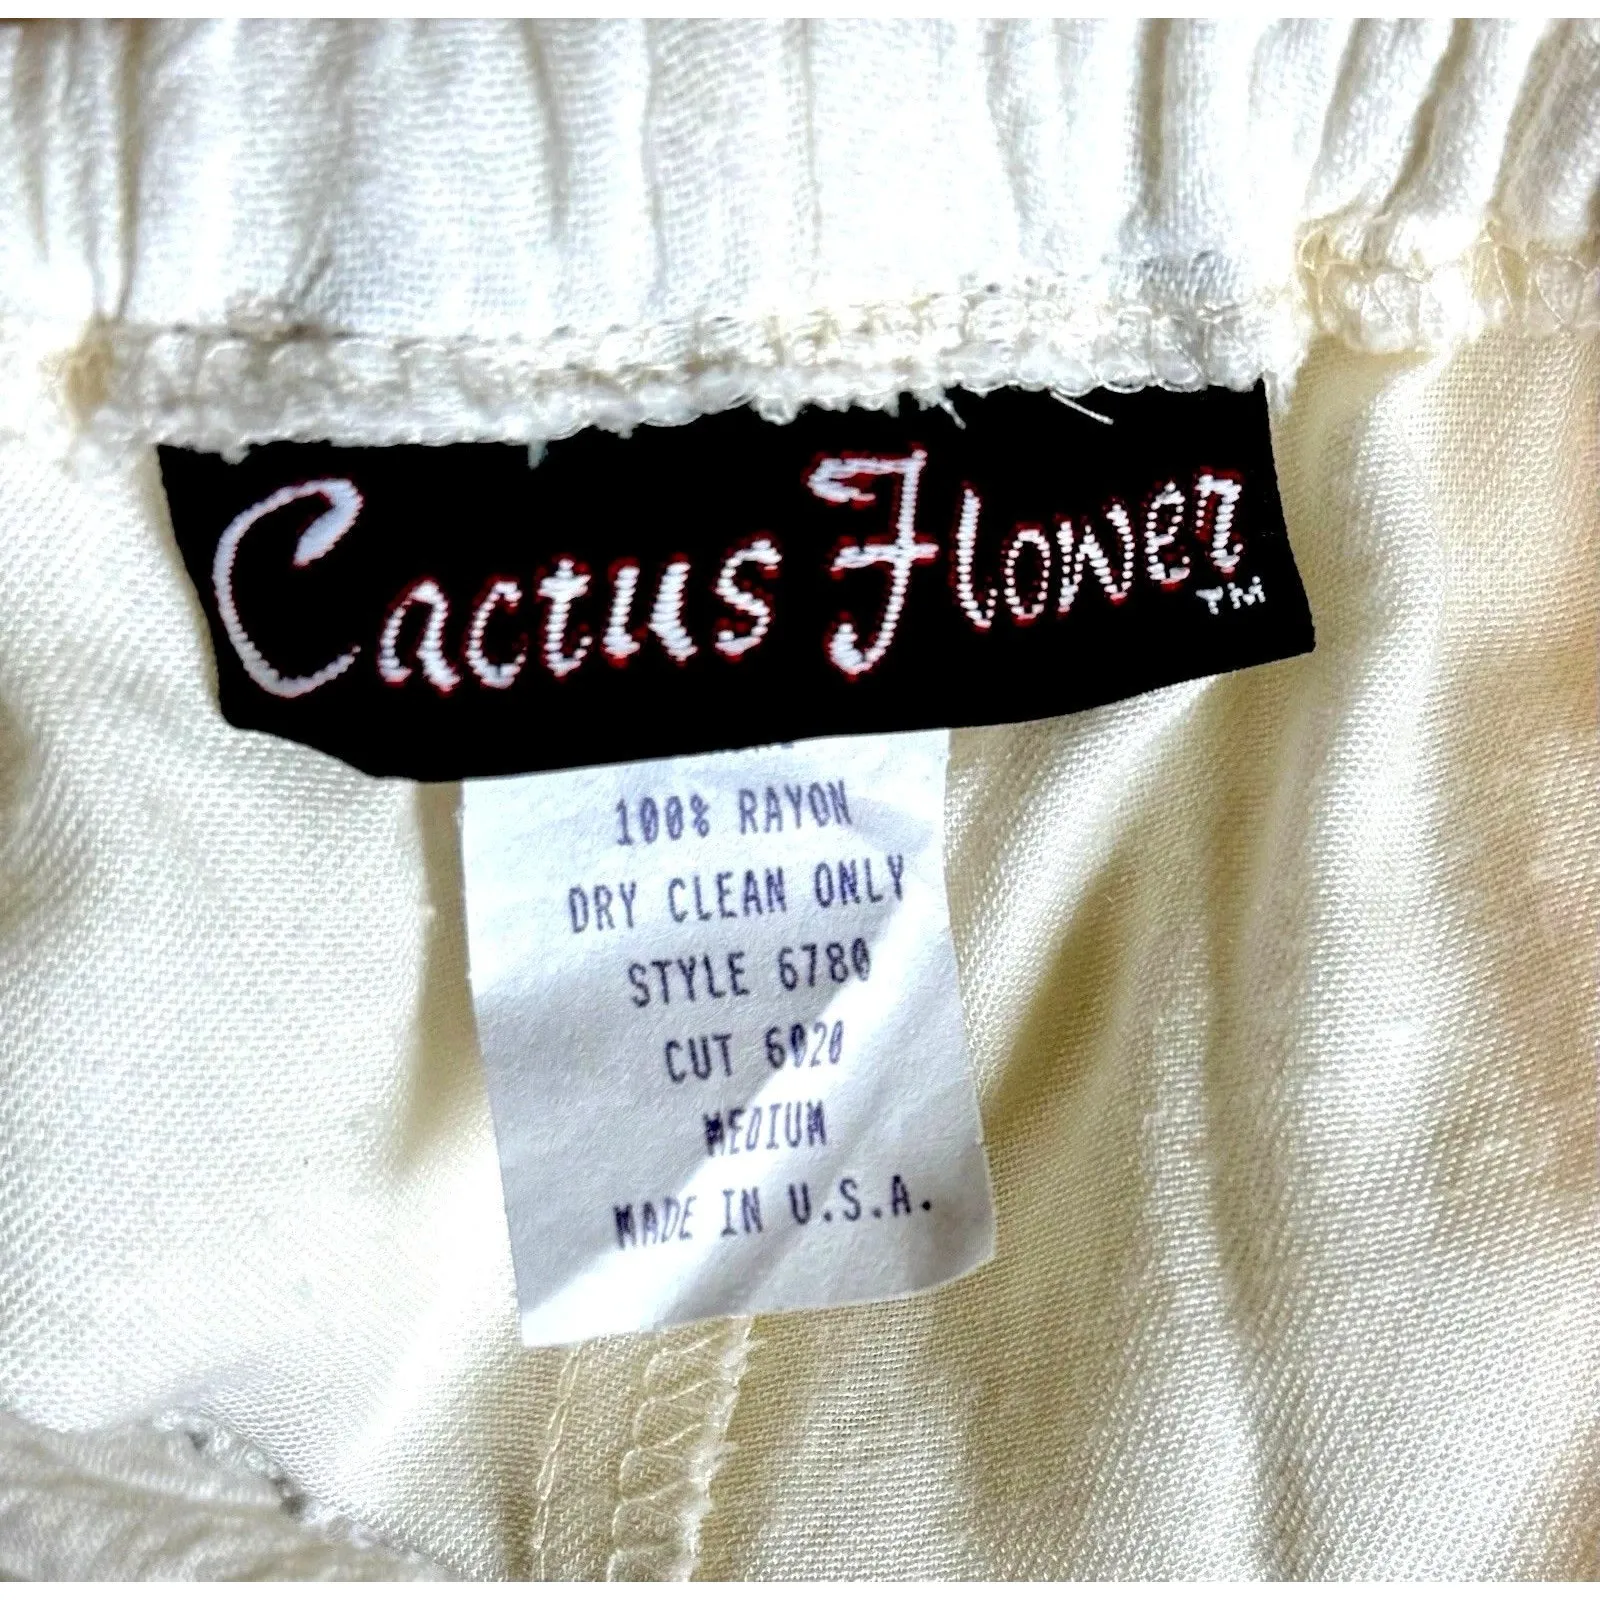 Cactus Flower
TM
100% RAYON
DRY CLEAN ONLY
STYLE 6780
CUT 6020
MEDIUM
MADE IN U.S.A.